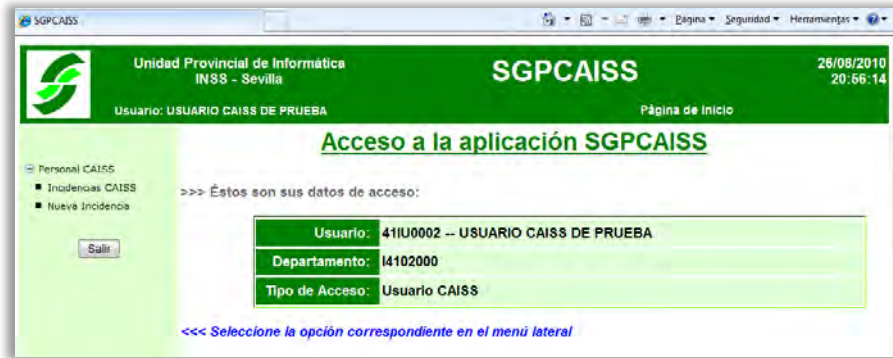 SGPCAISS
Página
Seguridad
Herramientas
Unidad Provincial de Informática
INSS - Sevilla
SGPCAISS
26/08/2010
20:56:14
Usuario: USUARIO CAISS DE PRUEBA
Página de Inicio
Acceso a la aplicación SGPCAISS
Personal CAISS
Incidencias CAISS
Nueva Incidencia
Salir
>>> Éstos son sus datos de acceso:
Usuario: 41IU0002 -- USUARIO CAISS DE PRUEBA
Departamento: I4102000
Tipo de Acceso: Usuario CAISS
<<< Seleccione la opción correspondiente en el menú lateral